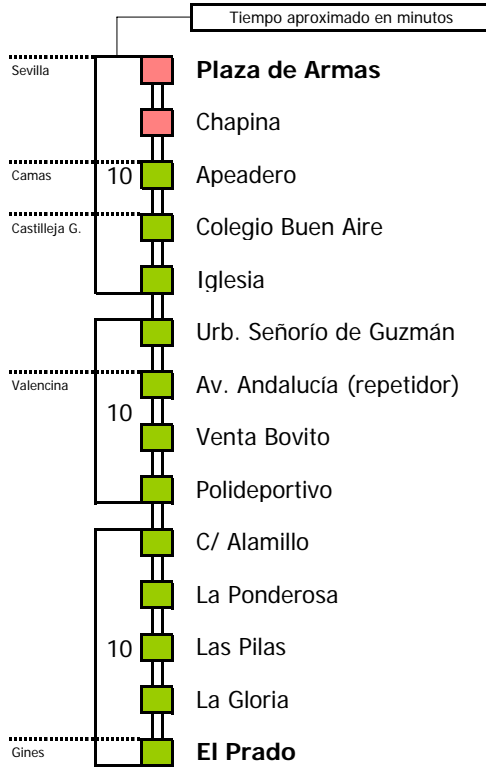 Tiempo aproximado en minutos
Sevilla
Plaza de Armas
Chapina
Camas
10
Apeadero
Castilleja G.
Colegio Buen Aire
Iglesia
Urb. Señorío de Guzmán
Valencina
Av. Andalucía (repetidor)
10
Venta Bovito
Polideportivo
C/ Alamillo
La Ponderosa
10
Las Pilas
La Gloria
Gines
El Prado